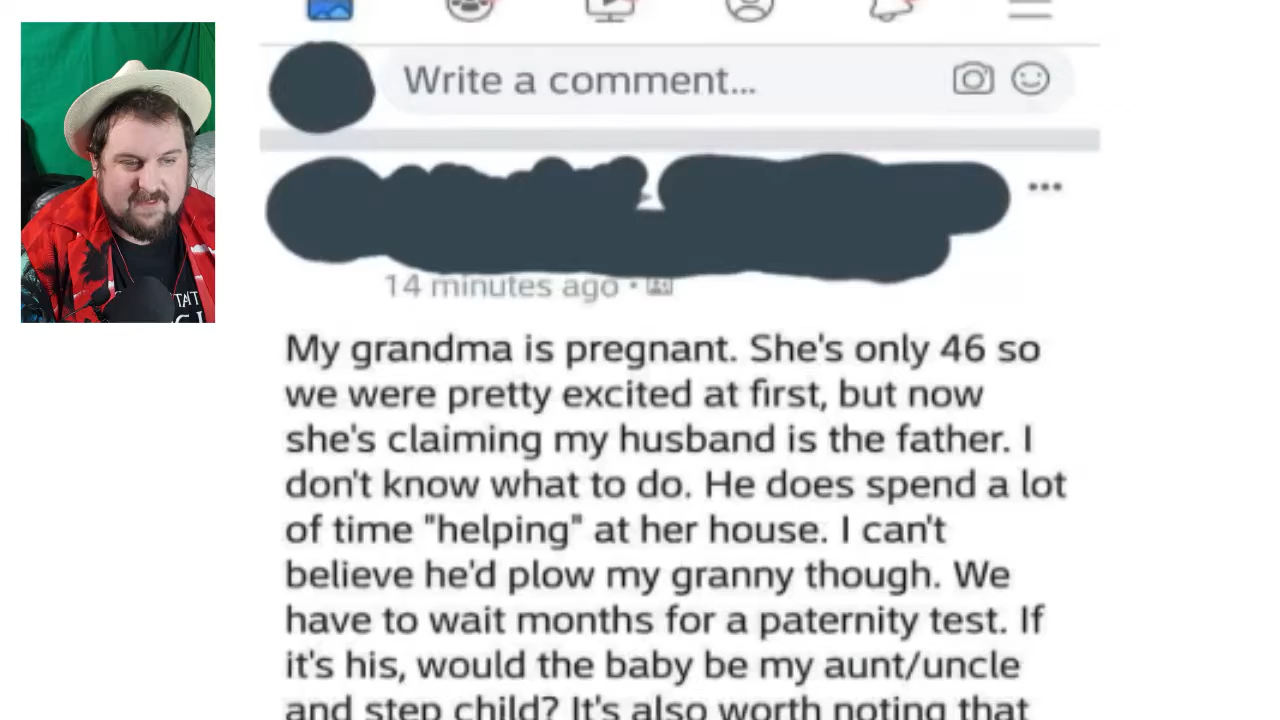 Write a comment...
14 minutes ago
My grandma is pregnant. She's only 46 so
we were pretty excited at first, but now
she's claiming my husband is the father. I
don't know what to do. He does spend a lot
of time "helping" at her house. I can't
believe he'd plow my granny though. We
have to wait months for a paternity test. If
it's his, would the baby be my aunt/uncle
and step child? It's also worth noting that